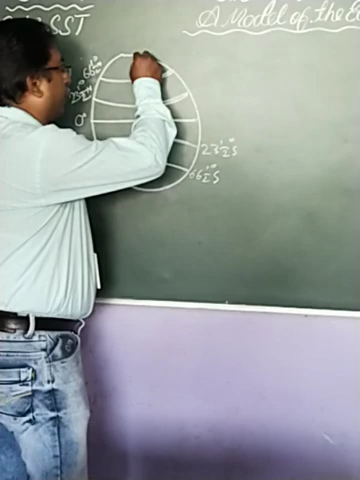 SST
A Model of the E
66½° N
23½° N
0°
23½° S
66½° S